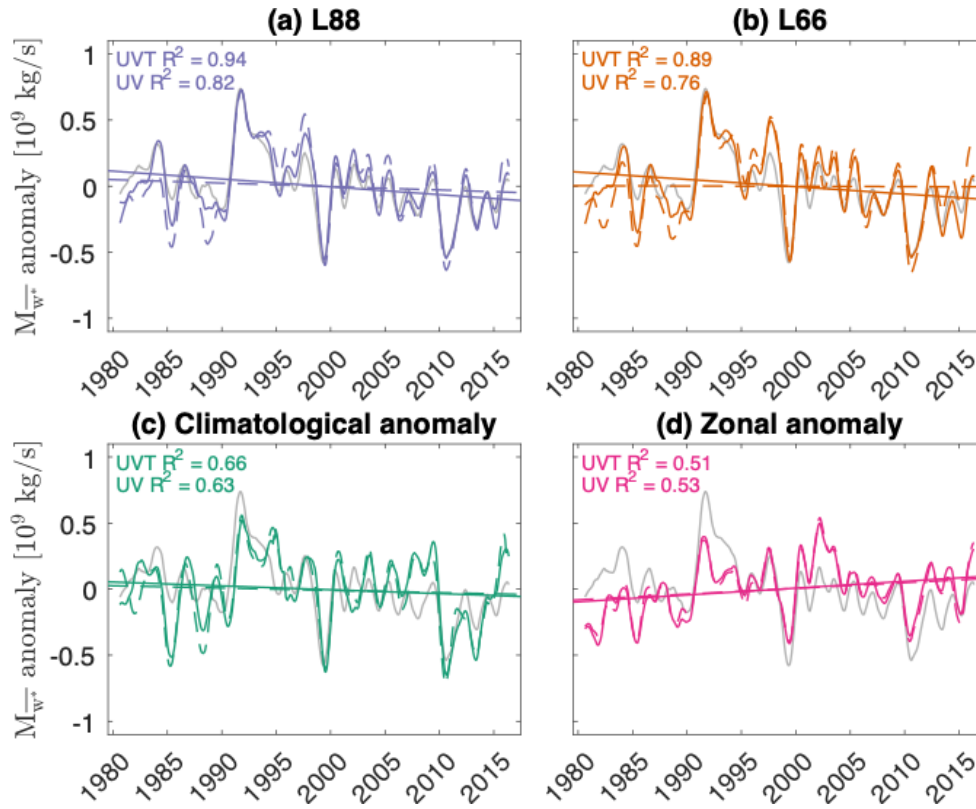 (a) L88
(b) L66
M_{\overline{w^*}} anomaly [10^9 kg/s]
1
0.5
0
-0.5
-1
UVT R² = 0.94
UV R² = 0.82
UVT R² = 0.89
UV R² = 0.76
1980 1985 1990 1995 2000 2005 2010 2015
1980 1985 1990 1995 2000 2005 2010 2015
(c) Climatological anomaly
(d) Zonal anomaly
M_{\overline{w^*}} anomaly [10^9 kg/s]
1
0.5
0
-0.5
-1
UVT R² = 0.66
UV R² = 0.63
UVT R² = 0.51
UV R² = 0.53
1980 1985 1990 1995 2000 2005 2010 2015
1980 1985 1990 1995 2000 2005 2010 2015